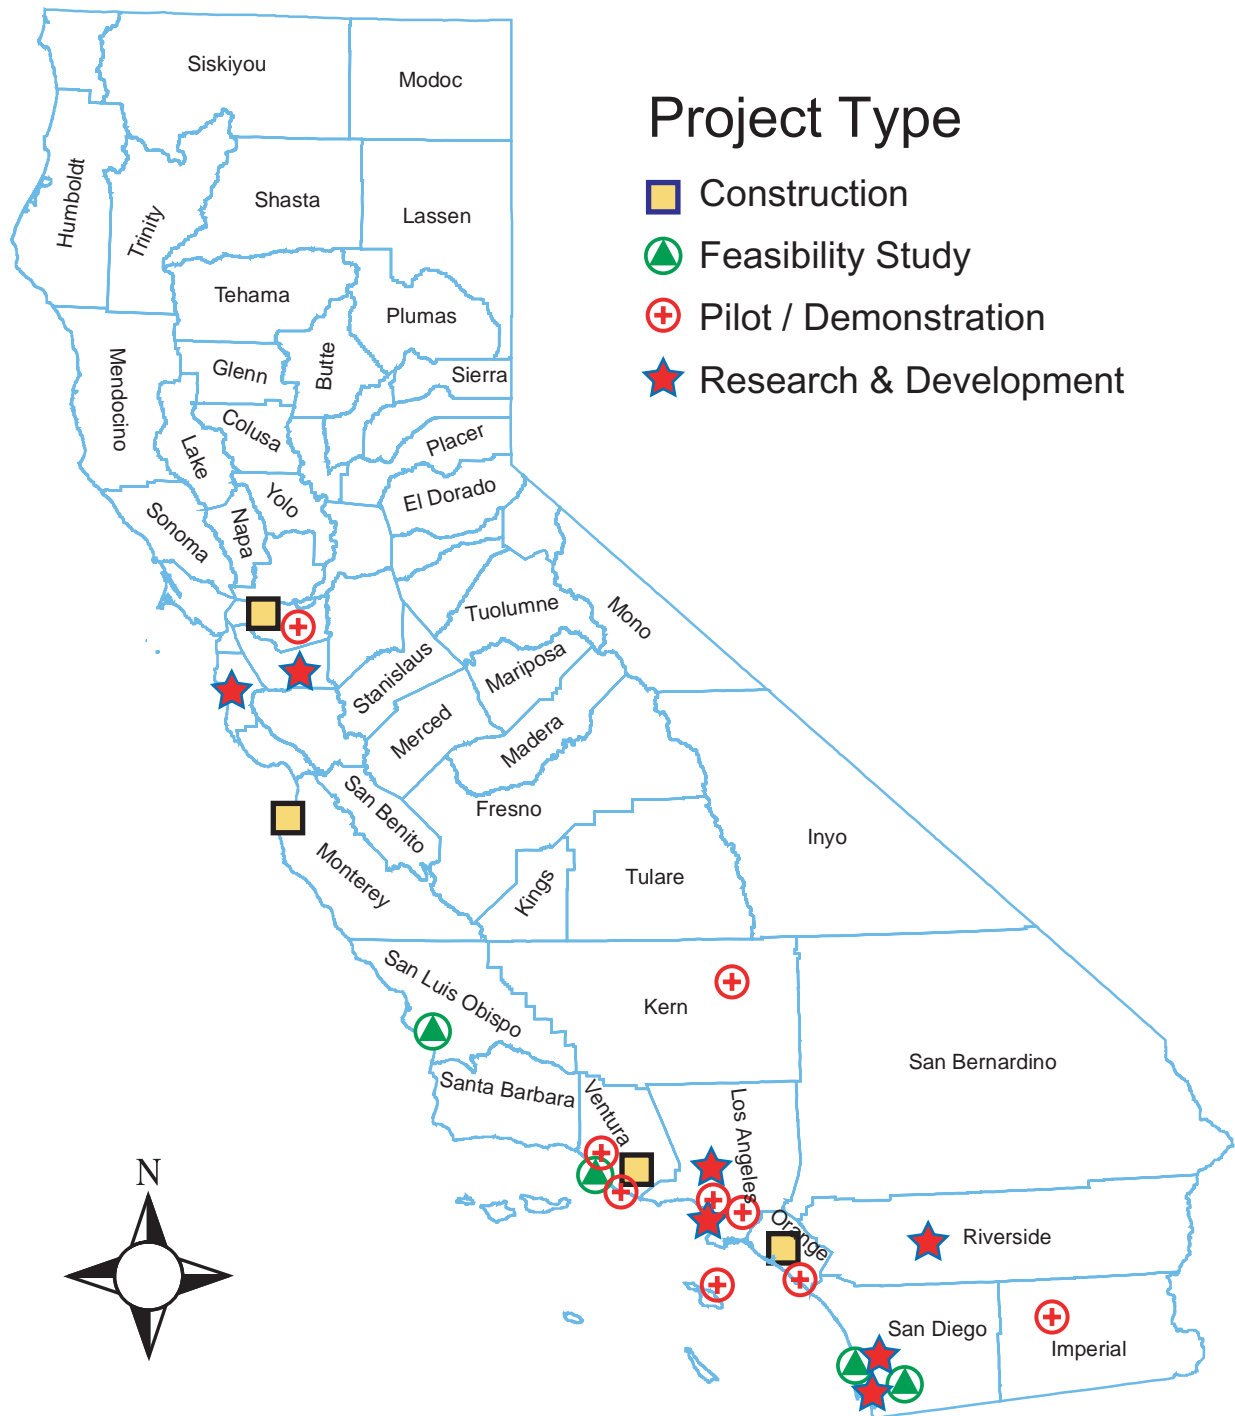 Siskiyou
Modoc
Project Type
Construction
Feasibility Study
Pilot / Demonstration
Research & Development
Humboldt
Trinity
Shasta
Lassen
Tehama
Plumas
Mendocino
Glenn
Butte
Sierra
Colusa
Lake
Placer
Yolo
El Dorado
Sonoma
Napa
Tuolumne
Mono
Stanislaus
Mariposa
Merced
Madera
San Benito
Fresno
Inyo
Monterey
Kings
Tulare
San Luis Obispo
Kern
San Bernardino
Santa Barbara
Ventura
Los Angeles
N
Orange
Riverside
San Diego
Imperial